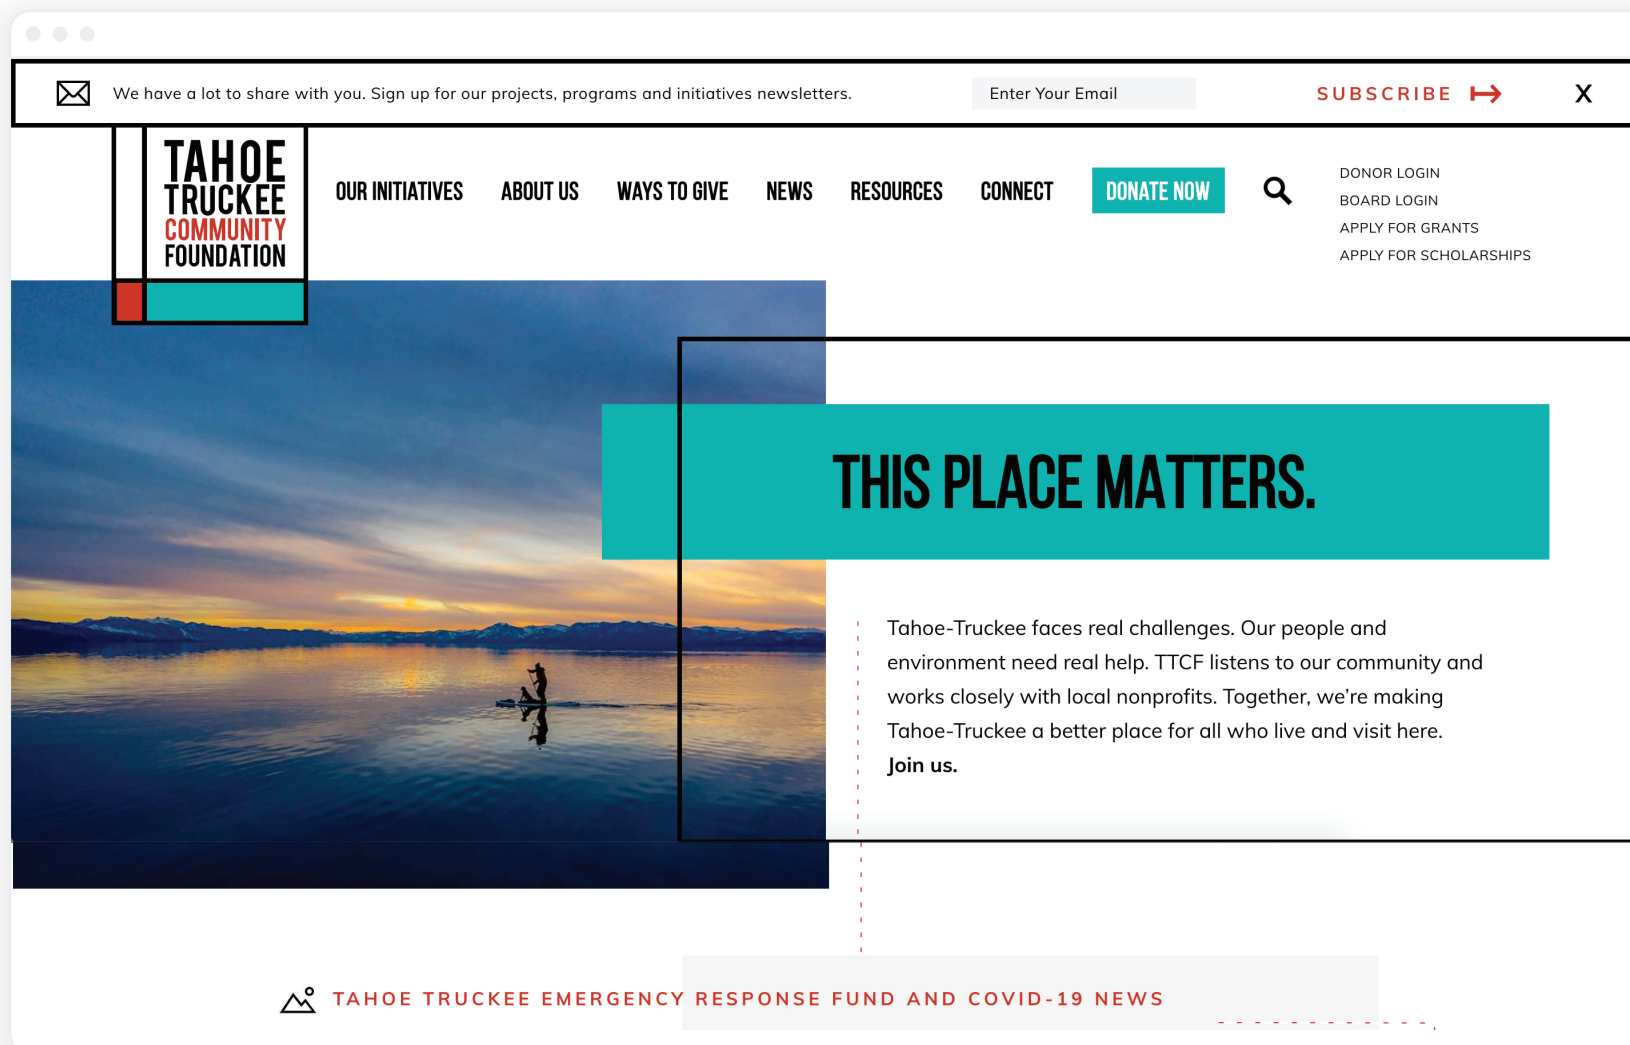 We have a lot to share with you. Sign up for our projects, programs and initiatives newsletters.
Enter Your Email
SUBSCRIBE
X
TAHOE
TRUCKEE
COMMUNITY
FOUNDATION
OUR INITIATIVES
ABOUT US
WAYS TO GIVE
NEWS
RESOURCES
CONNECT
DONATE NOW
DONOR LOGIN
BOARD LOGIN
APPLY FOR GRANTS
APPLY FOR SCHOLARSHIPS
THIS PLACE MATTERS.
Tahoe-Truckee faces real challenges. Our people and
environment need real help. TTCF listens to our community and
works closely with local nonprofits. Together, we’re making
Tahoe-Truckee a better place for all who live and visit here.
Join us.
TAHOE TRUCKEE EMERGENCY RESPONSE FUND AND COVID-19 NEWS